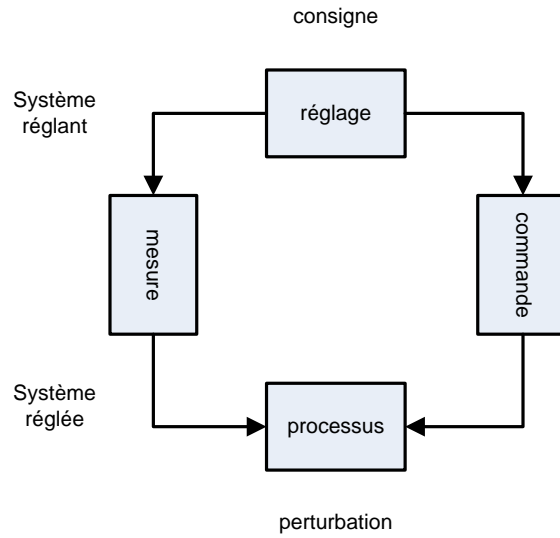 consigne
Système
réglant
réglage
mesure
commande
Système
réglée
processus
perturbation